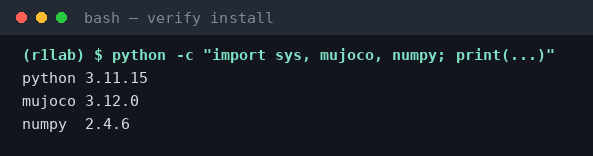 bash — verify install
(r1lab) $ python -c "import sys, mujoco, numpy; print(...)"
python 3.11.15
mujoco 3.12.0
numpy  2.4.6